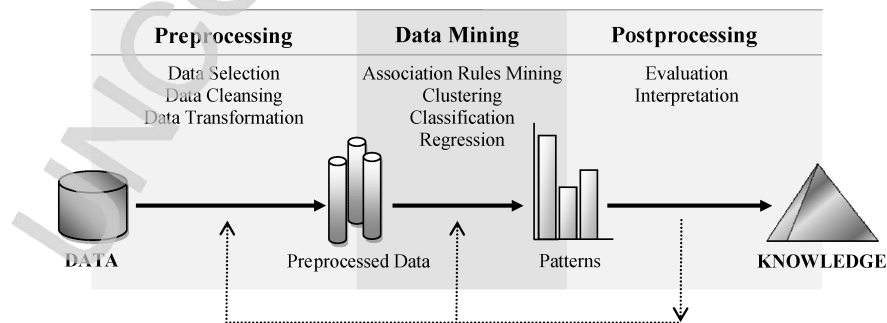 Preprocessing
Data Mining
Postprocessing
Data Selection
Data Cleansing
Data Transformation
Association Rules Mining
Clustering
Classification
Regression
Evaluation
Interpretation
DATA
Preprocessed Data
Patterns
KNOWLEDGE
UNCO